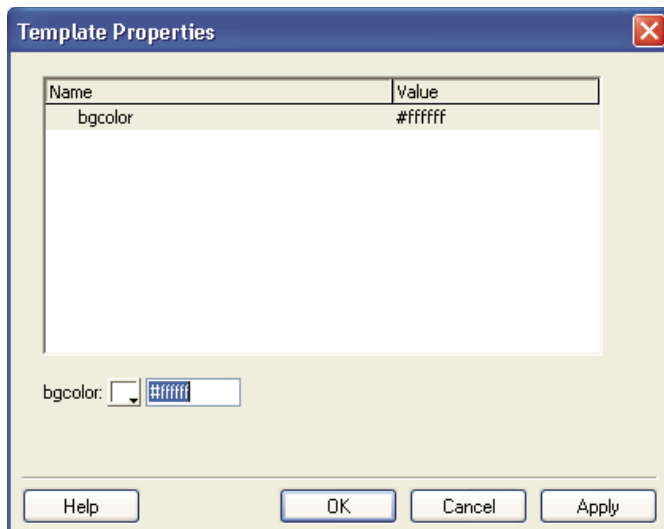 Template Properties
Name Value
bgcolor #ffffff
bgcolor: #ffffff
Help OK Cancel Apply